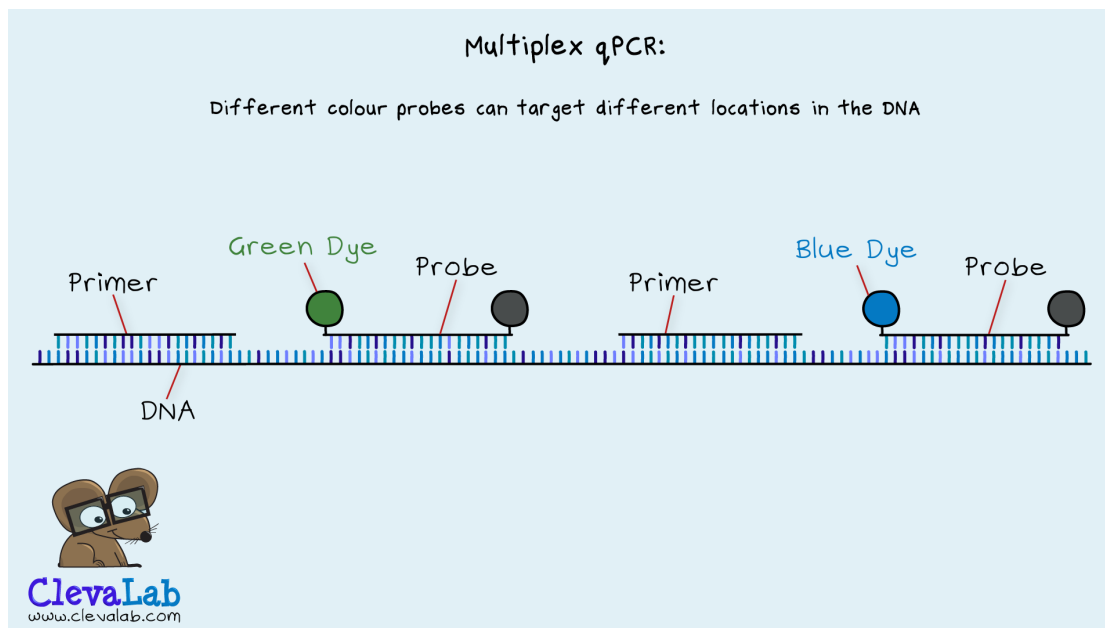 Multiplex qPCR:
Different colour probes can target different locations in the DNA
Green Dye
Blue Dye
Primer
Probe
Primer
Probe
DNA
ClevaLab
www.clevalab.com